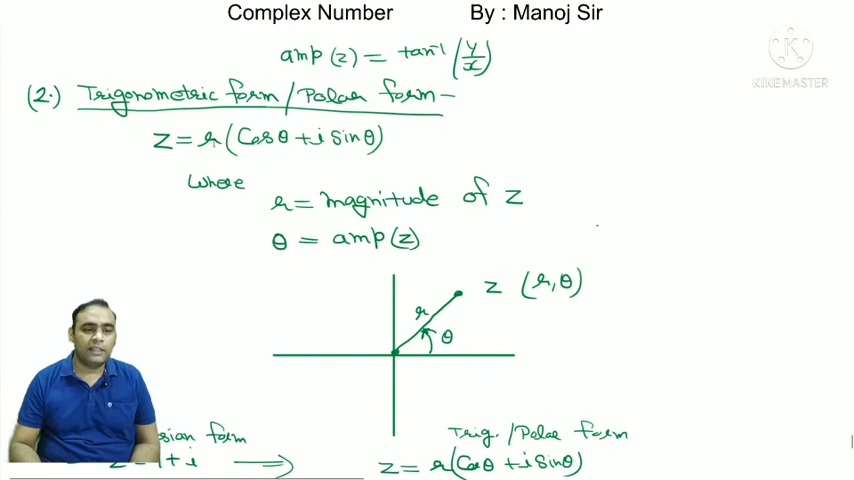 Complex Number By : Manoj Sir
amp (z) = tan⁻¹ (y/x)
KINEMASTER
(2.) Trigonometric form / Polar form -
z = r (Cosθ + i Sinθ)
where
r = magnitude of z
θ = amp(z)
z (r, θ)
r
θ
form
Trig. / Polar form
+ i ⟹ z = r (Cosθ + i Sinθ)